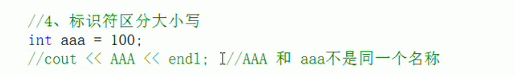 //4、标识符区分大小写
int aaa = 100;
//cout << AAA << endl; //AAA 和 aaa不是同一个名称